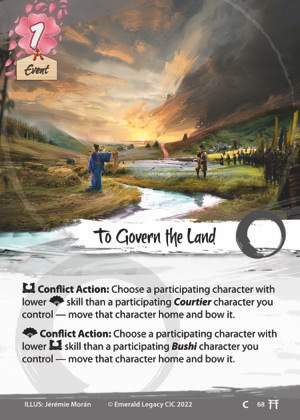 1
Event
To Govern the Land
Conflict Action: Choose a participating character with
lower skill than a participating Courtier character you
control — move that character home and bow it.
Conflict Action: Choose a participating character with
lower skill than a participating Bushi character you
control — move that character home and bow it.
ILLUS: Jérémie Morán © Emerald Legacy CIC 2022 C 68